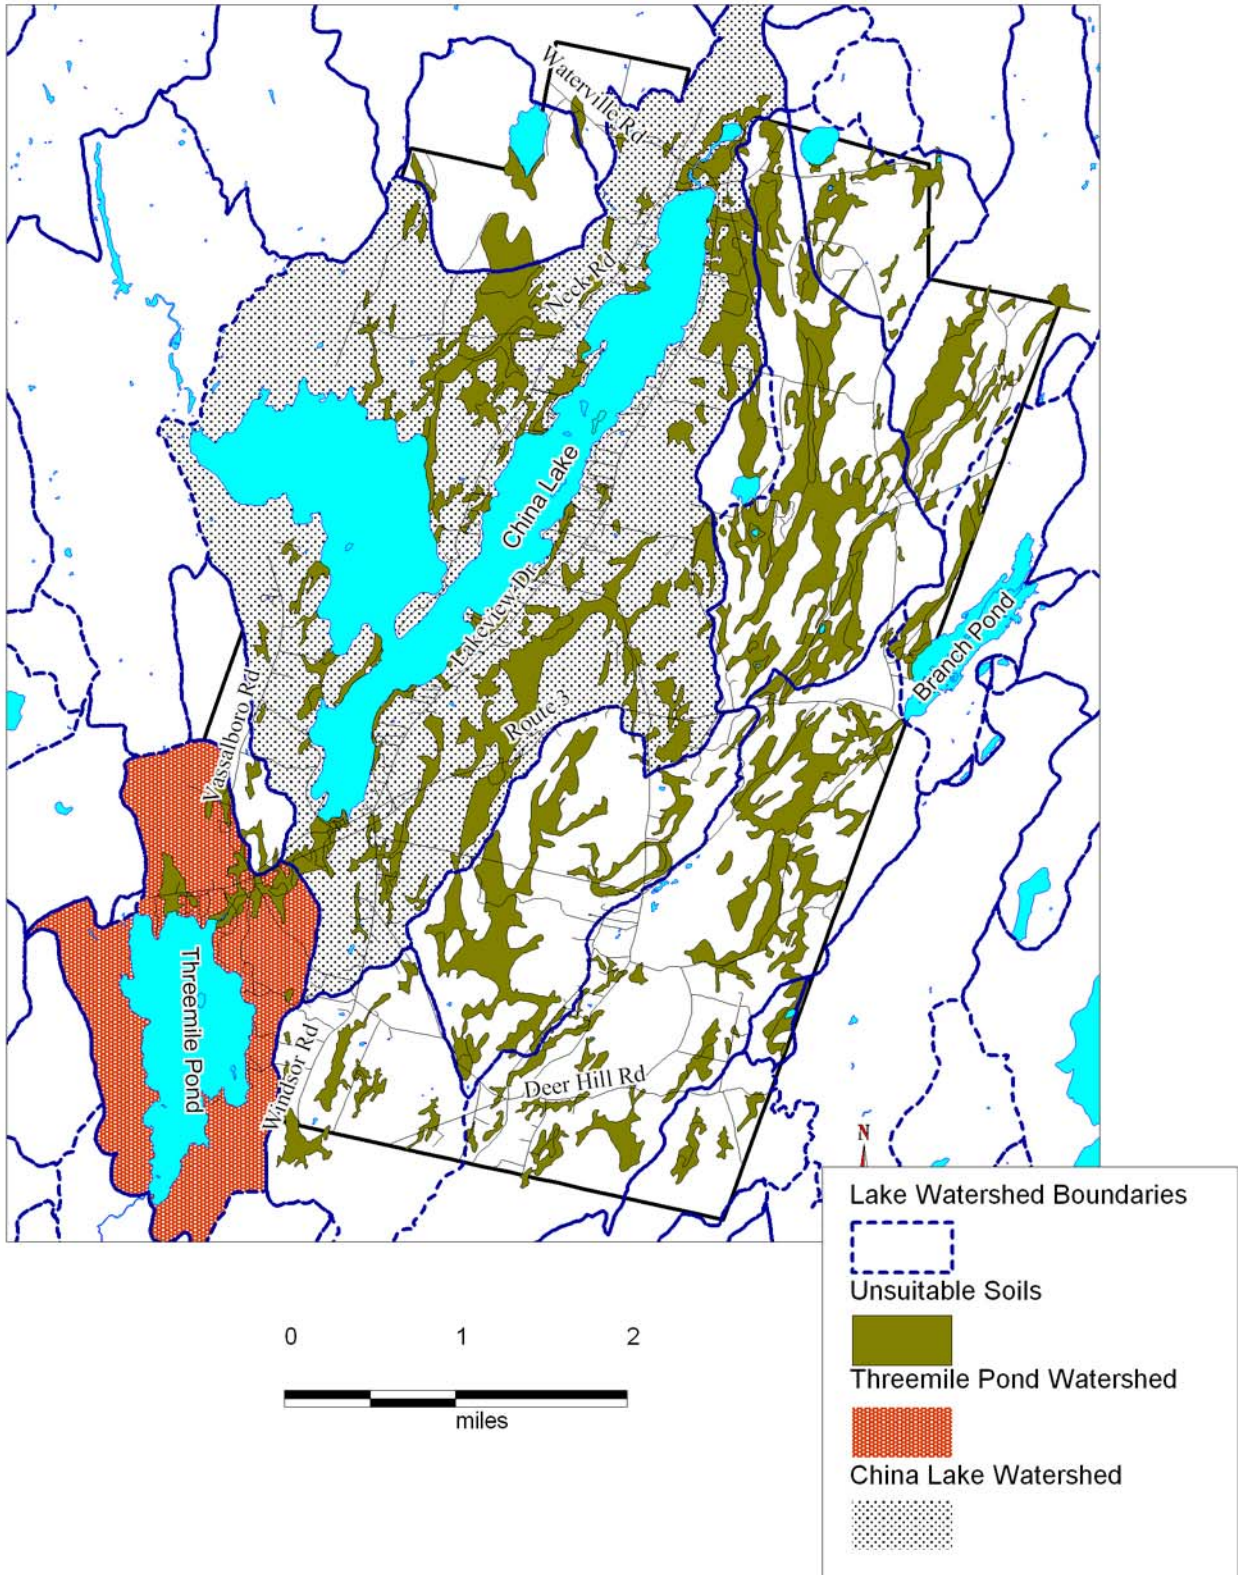 Waterville Rd
Neck Rd
China Lake
Lakeview Dr
Branch Pond
Vassalboro Rd
Route 3
Threemile Pond
Windsor Rd
Deer Hill Rd
N
Lake Watershed Boundaries
Unsuitable Soils
Threemile Pond Watershed
China Lake Watershed
0 1 2
miles